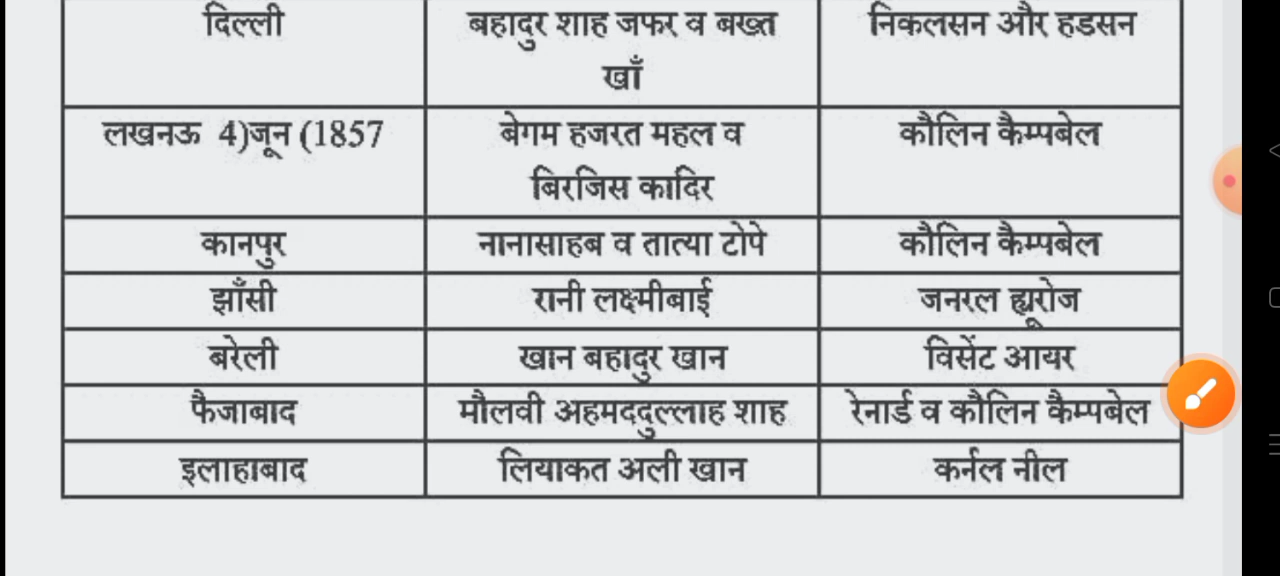 दिल्ली बहादुर शाह जफर व बख्त निकलसन और हडसन
खाँ
लखनऊ 4)जून (1857 बेगम हजरत महल व कौलिन कैम्पबेल
बिरजिस कादिर
कानपुर नानासाहब व तात्या टोपे कौलिन कैम्पबेल
झाँसी रानी लक्ष्मीबाई जनरल ह्यूरोज
बरेली खान बहादुर खान विसेंट आयर
फैजाबाद मौलवी अहमददुल्लाह शाह रेनार्ड व कौलिन कैम्पबेल
इलाहाबाद लियाकत अली खान कर्नल नील